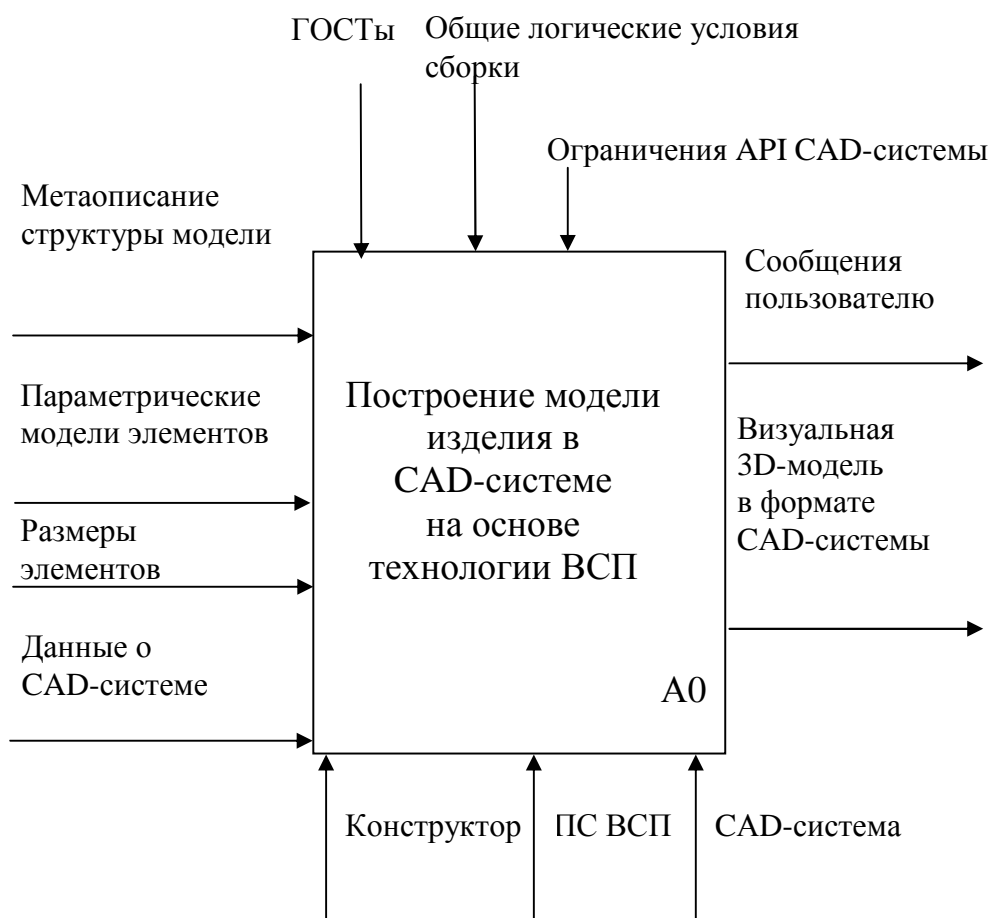 ГОСТы
Общие логические условия
сборки
Ограничения API CAD-системы
Метаописание
структуры модели
Параметрические
модели элементов
Размеры
элементов
Данные о
CAD-системе
Построение модели
изделия в
CAD-системе
на основе
технологии ВСП
A0
Сообщения
пользователю
Визуальная
3D-модель
в формате
CAD-системы
Конструктор
ПС ВСП
CAD-система